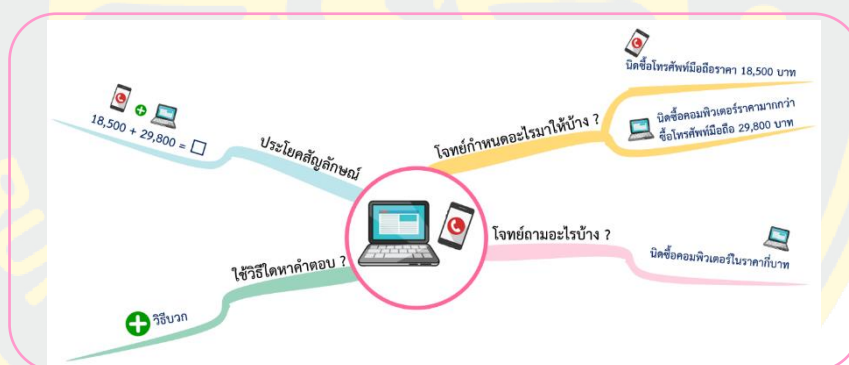 นิดซื้อโทรศัพท์มือถือราคา 18,500 บาท
โจทย์กำหนดอะไรมาให้บ้าง ?
นิดซื้อคอมพิวเตอร์ราคามากกว่า
ซื้อโทรศัพท์มือถือ 29,800 บาท
โจทย์ถามอะไรบ้าง ?
นิดซื้อคอมพิวเตอร์ในราคากี่บาท
ใช้วิธีใดหาคำตอบ ?
วิธีบวก
ประโยคสัญลักษณ์
18,500 + 29,800 = □